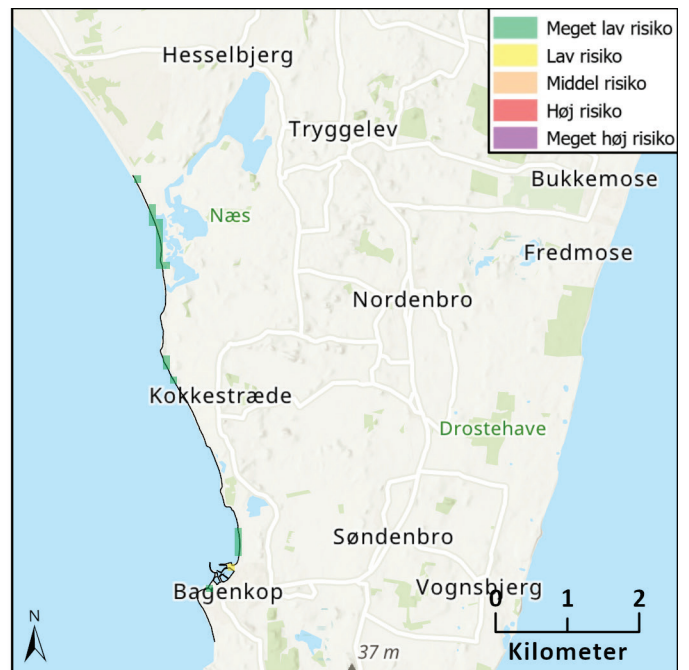 Meget lav risiko
Lav risiko
Middel risiko
Høj risiko
Meget høj risiko
Hesselbjerg
Tryggelev
Bukkemose
Næs
Fredmose
Nordenbro
Kokkestræde
Drostehave
Søndenbro
Bagenkop
Vognsbjerg
0 1 2
Kilometer
N
37 m